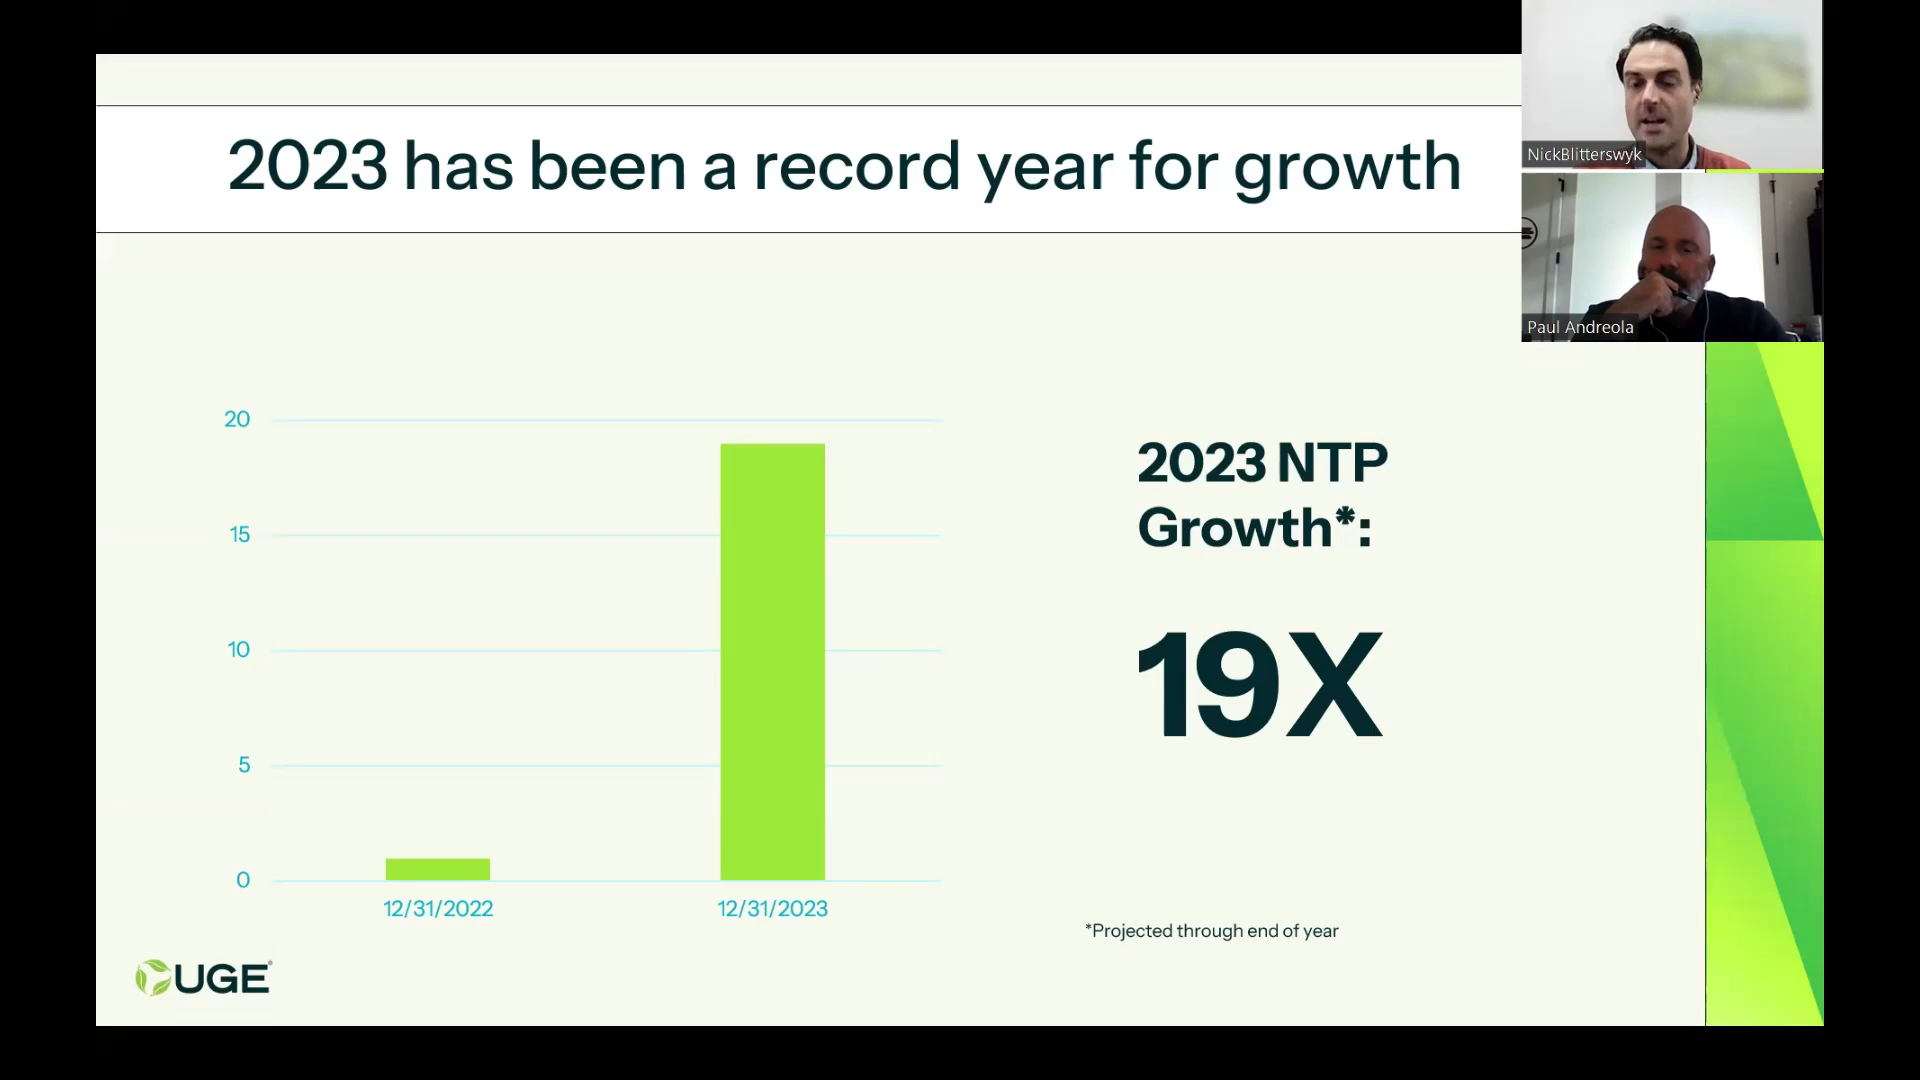 2023 has been a record year for growth
NickBlitterswyk
Paul Andreola
20
15
10
5
0
12/31/2022
12/31/2023
2023 NTP
Growth*:
19X
*Projected through end of year
UGE